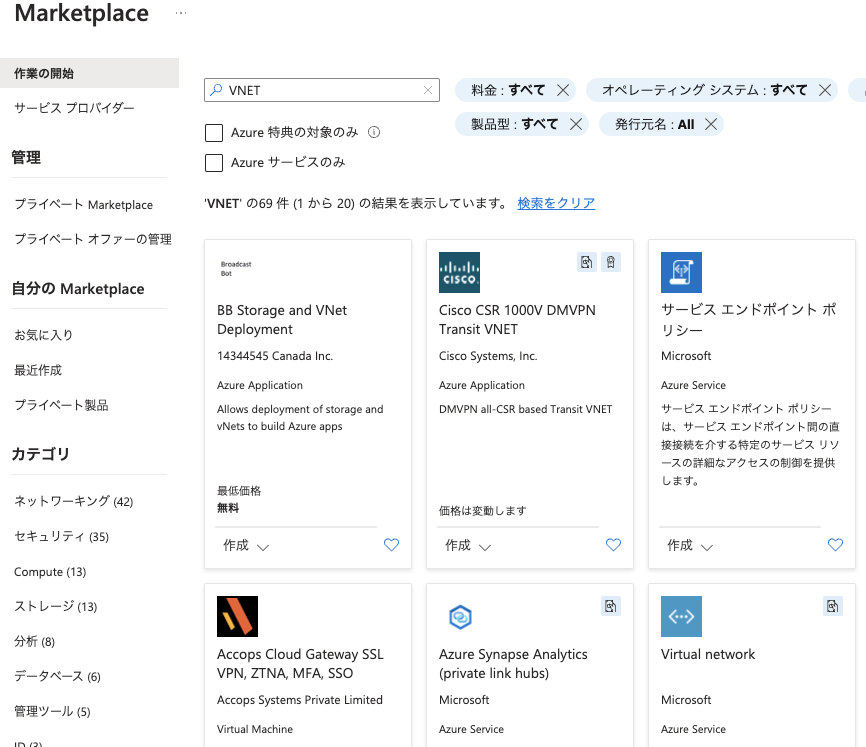 Marketplace ...
作業の開始
サービス プロバイダー
管理
プライベート Marketplace
プライベート オファーの管理
自分の Marketplace
お気に入り
最近作成
プライベート製品
カテゴリ
ネットワーキング (42)
セキュリティ (35)
Compute (13)
ストレージ (13)
分析 (8)
データベース (6)
管理ツール (5)
ID (3)
VNET
料金 : すべて
オペレーティング システム : すべて
製品型 : すべて
発行元名 : All
Azure 特典の対象のみ
Azure サービスのみ
'VNET' の69 件 (1 から 20) の結果を表示しています。 検索をクリア
Broadcast
Bot
BB Storage and VNet
Deployment
14344545 Canada Inc.
Azure Application
Allows deployment of storage and
vNets to build Azure apps
最低価格
無料
作成
CISCO.
Cisco CSR 1000V DMVPN
Transit VNET
Cisco Systems, Inc.
Azure Application
DMVPN all-CSR based Transit VNET
価格は変動します
作成
サービス エンドポイント ポ
リシー
Microsoft
Azure Service
サービス エンドポイント ポリシー
は、サービス エンドポイント間の直
接接続を介する特定のサービス リソ
ースの詳細なアクセスの制御を提供
します。
作成
Accops Cloud Gateway SSL
VPN, ZTNA, MFA, SSO
Accops Systems Private Limited
Virtual Machine
Azure Synapse Analytics
(private link hubs)
Microsoft
Azure Service
Virtual network
Microsoft
Azure Service